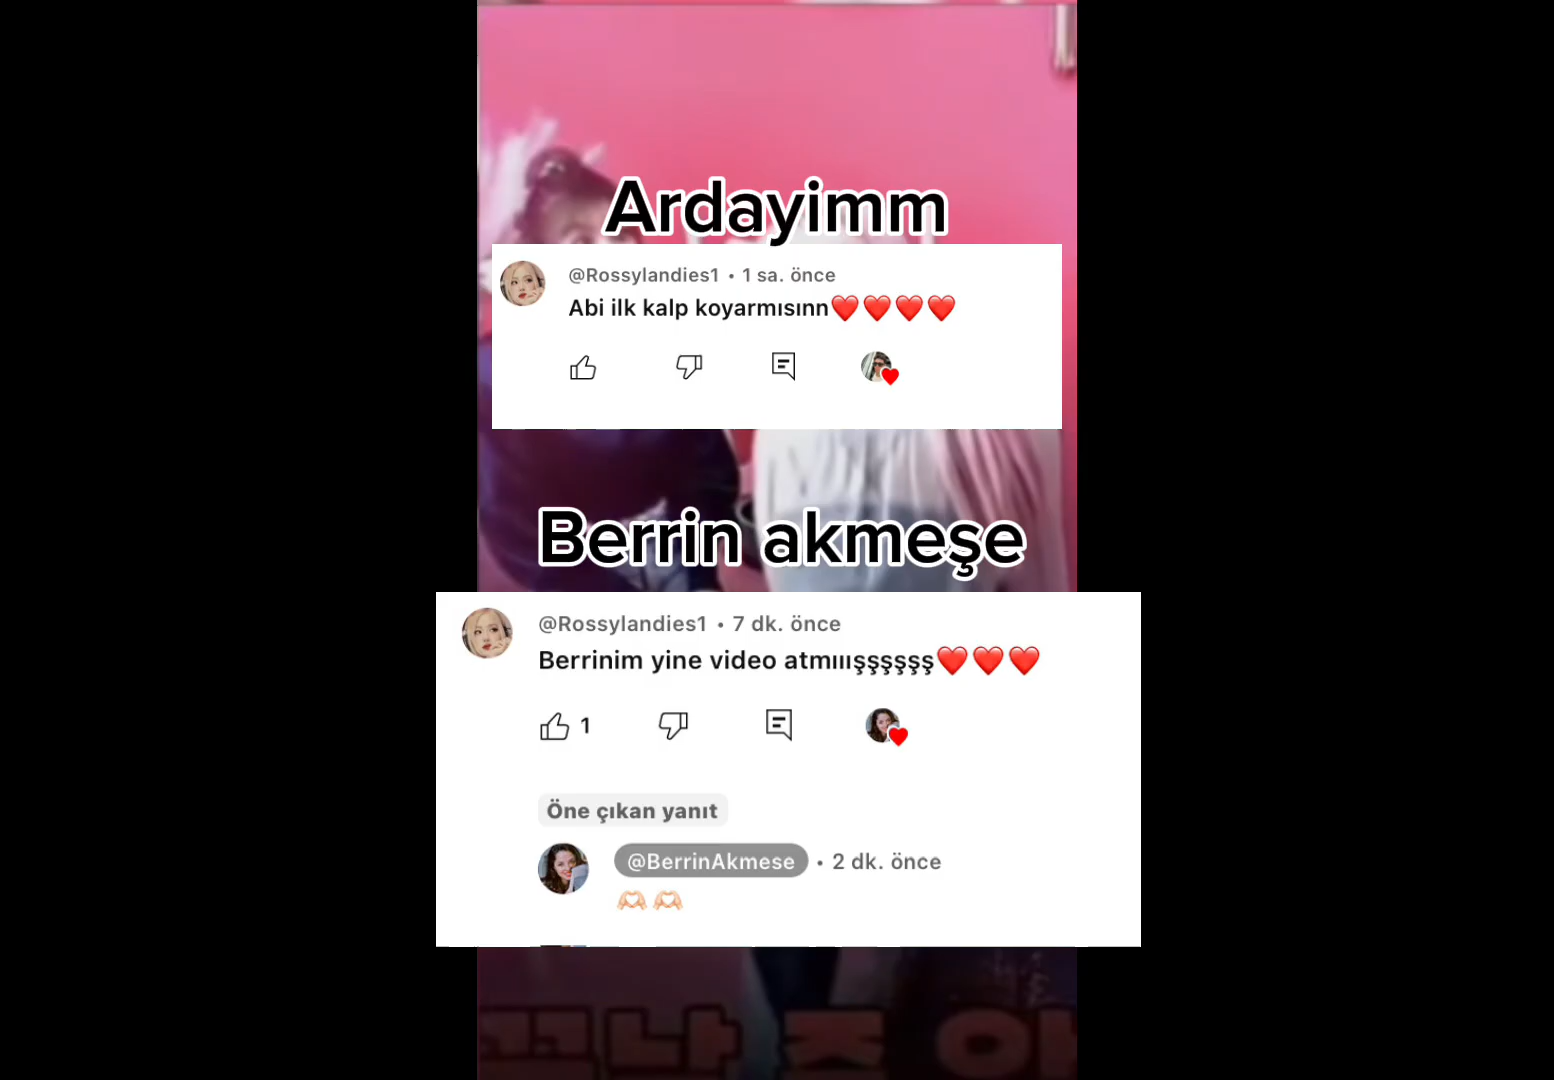 Ardayimm
@Rossylandies1 • 1 sa. önce
Abi ilk kalp koyarmısınn❤️❤️❤️❤️
Berrin akmeşe
@Rossylandies1 • 7 dk. önce
Berrinim yine video atmıııışşşşşş❤️❤️❤️
1
Öne çıkan yanıt
@BerrinAkmese • 2 dk. önce
🫶🏻🫶🏻